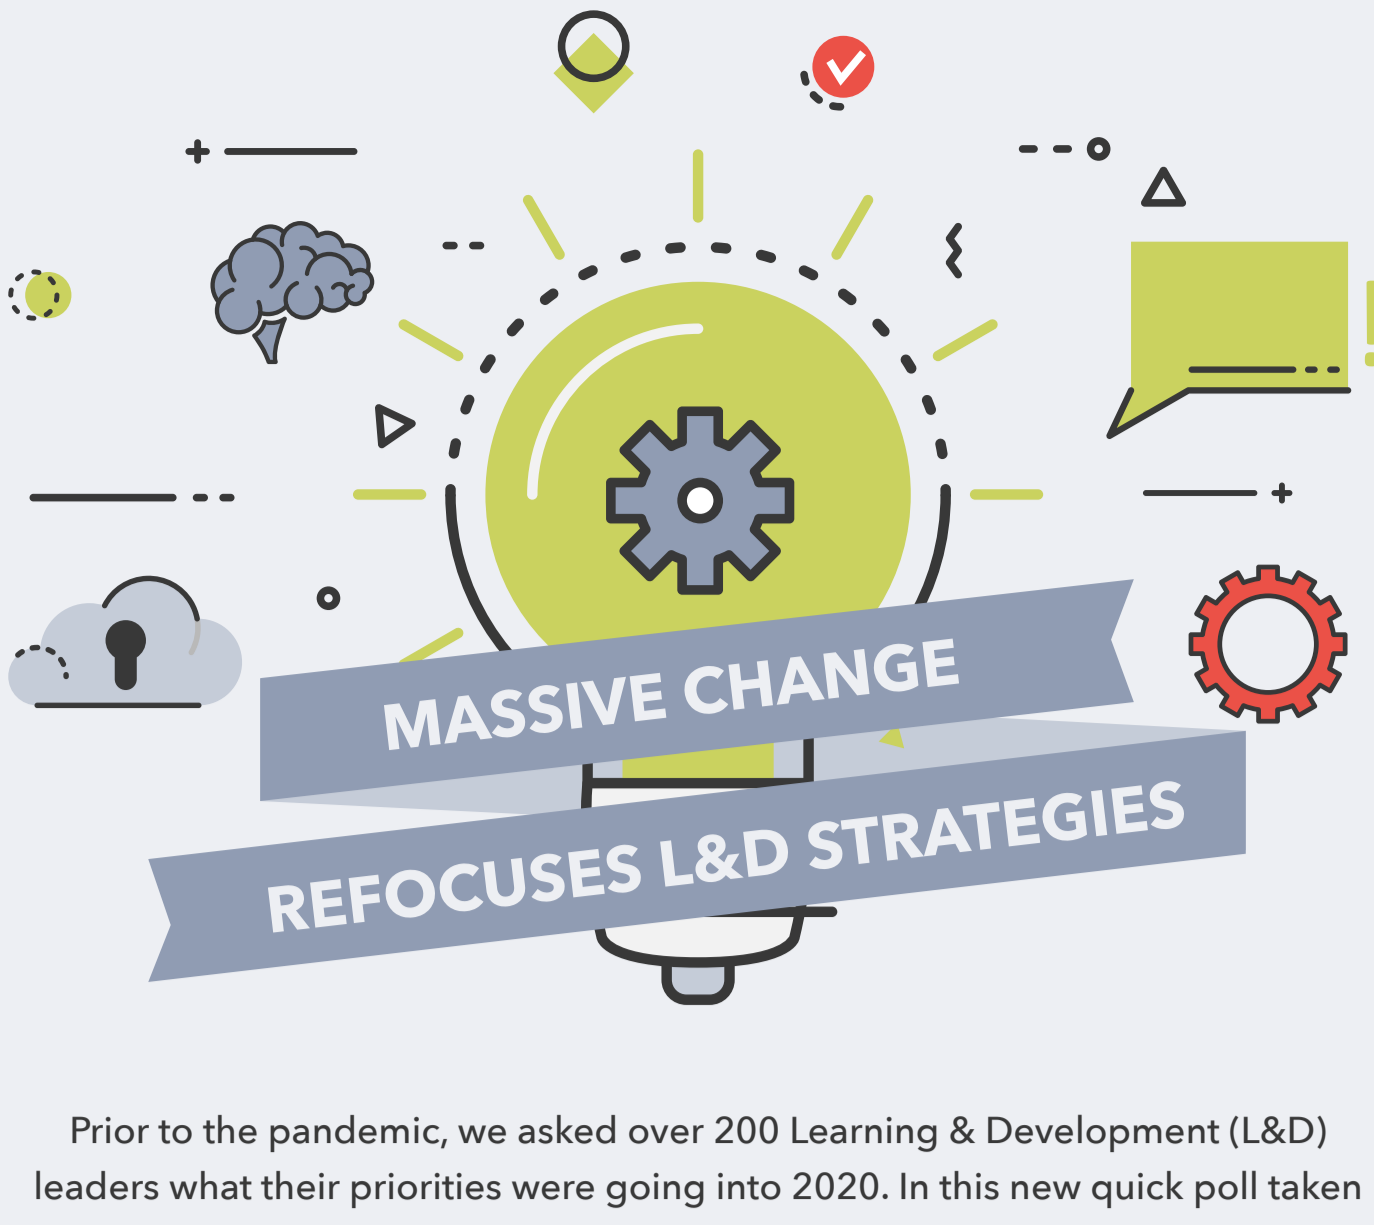 MASSIVE CHANGE
REFOCUSES L&D STRATEGIES
Prior to the pandemic, we asked over 200 Learning & Development (L&D)
leaders what their priorities were going into 2020. In this new quick poll taken